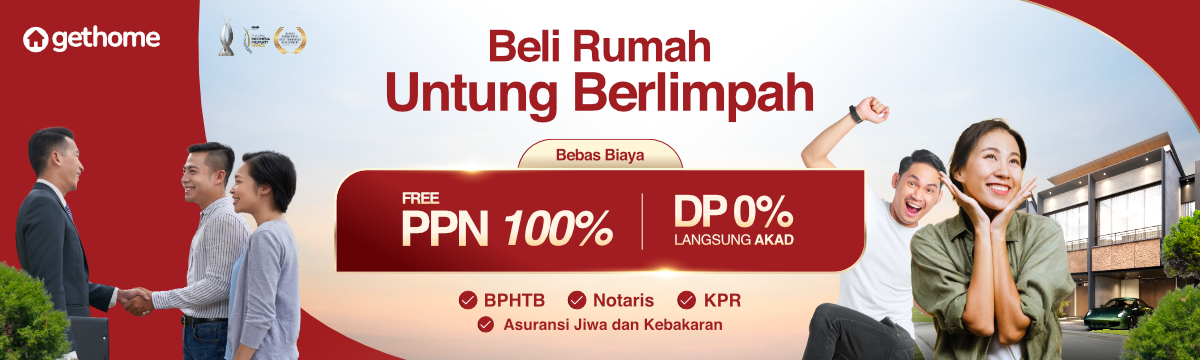 gethome
Beli Rumah
Untung Berlimpah
Bebas Biaya
FREE
PPN 100%
DP 0%
LANGSUNG AKAD
BPHTB
Notaris
KPR
Asuransi Jiwa dan Kebakaran